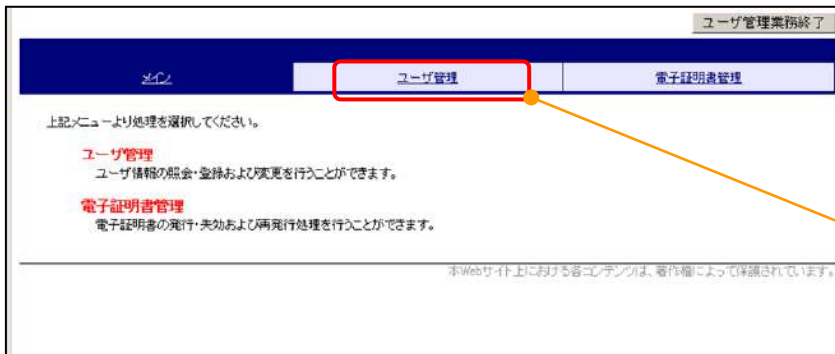 ユーザ管理業務終了
メイン
ユーザ管理
電子証明書管理
上記メニューより処理を選択してください。
ユーザ管理
ユーザ情報の照会・登録および変更を行うことができます。
電子証明書管理
電子証明書の発行・失効および再発行処理を行うことができます。
本Webサイト上における各コンテンツは、著作権によって保護されています。